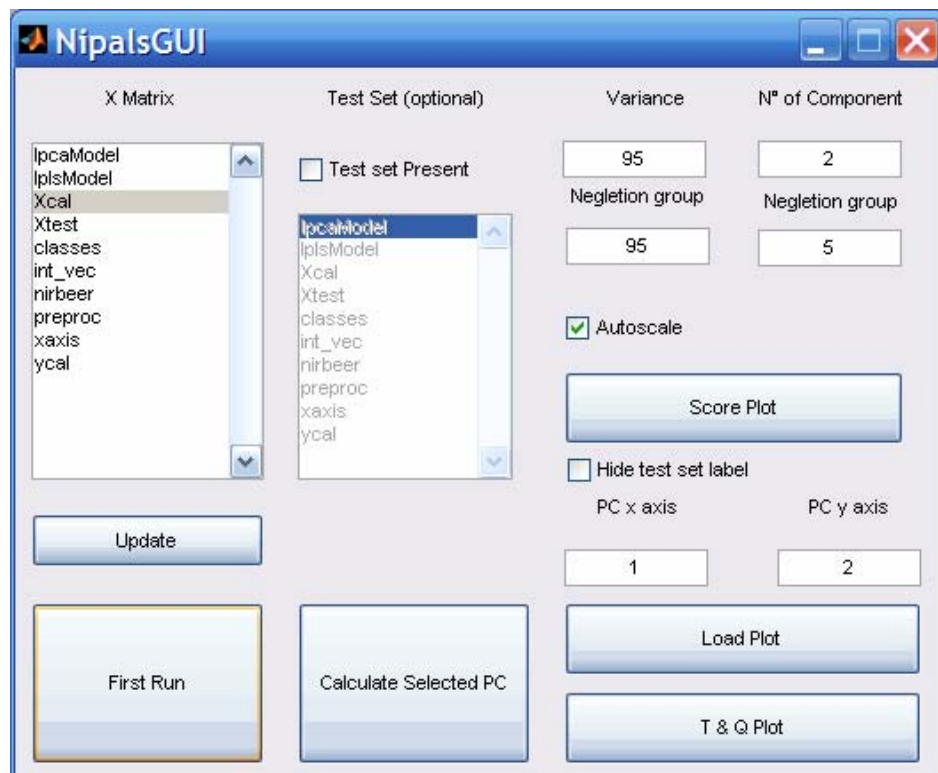 NipalsGUI
X Matrix
Test Set (optional)
Variance
N° of Component
lpcaModel
lplsModel
Xcal
Xtest
classes
int_vec
nirbeer
preproc
xaxis
ycal
Test set Present
lpcaModel
lplsModel
Xcal
Xtest
classes
int_vec
nirbeer
preproc
xaxis
ycal
95
2
Negletion group
Negletion group
95
5
Autoscale
Score Plot
Hide test set label
PC x axis
PC y axis
1
2
Update
First Run
Calculate Selected PC
Load Plot
T & Q Plot